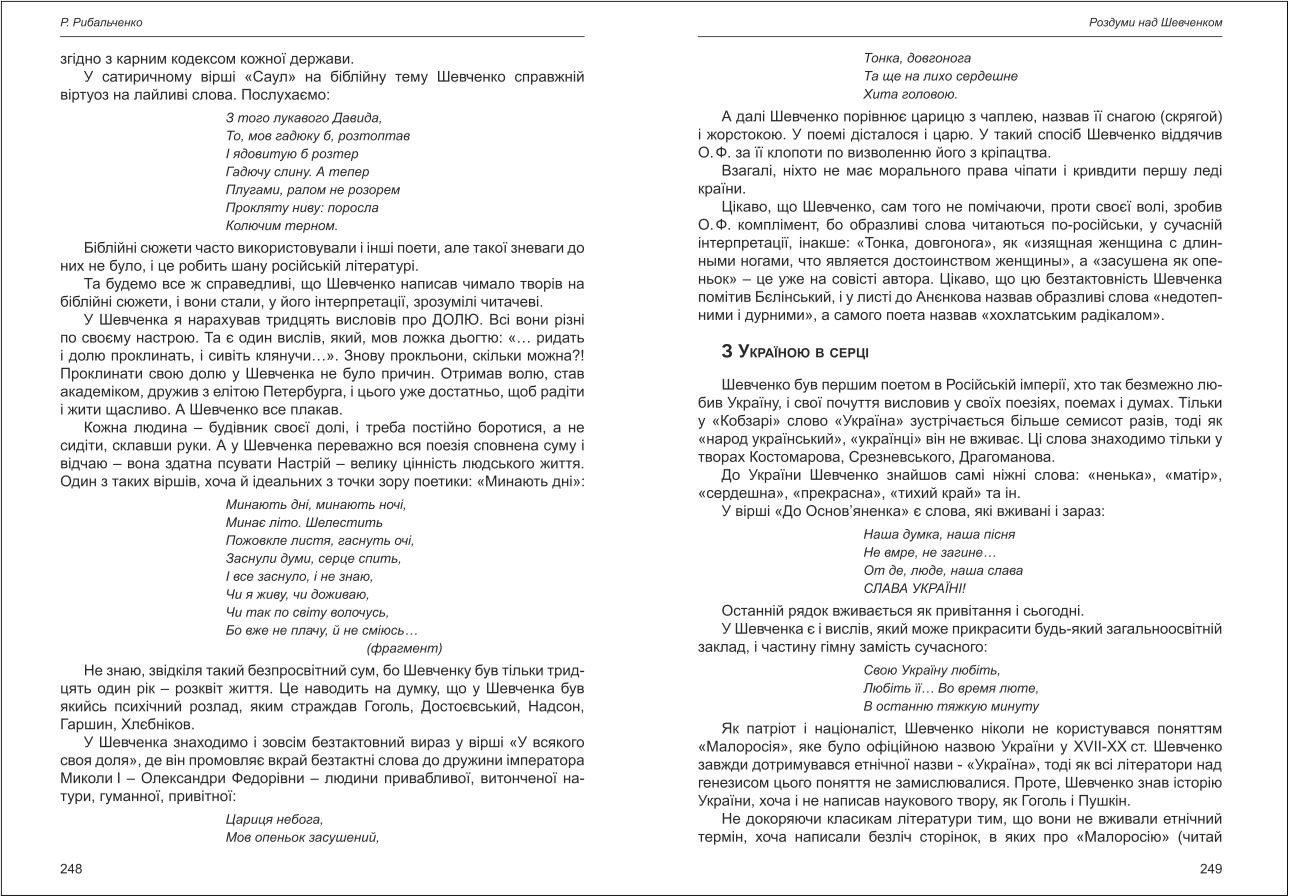 Р. Рибальченко
згідно з карним кодексом кожної держави.
У сатиричному вірші «Саул» на біблійну тему Шевченко справжній
віртуоз на лайливі слова. Послухаємо:
З того лукавого Давида,
То, мов гадюку б, розтоптав
І ядовитую б розтер
Гадючу слину. А тепер
Плугами, ралом не розорем
Прокляту ниву: поросла
Колючим терном.
Біблійні сюжети часто використовували і інші поети, але такої зневаги до
них не було, і це робить шану російській літературі.
Та будемо все ж справедливі, що Шевченко написав чимало творів на
біблійні сюжети, і вони стали, у його інтерпретації, зрозумілі читачеві.
У Шевченка я нарахував тридцять висловів про ДОЛЮ. Всі вони різні
по своєму настрою. Та є один вислів, який, мов ложка дьогтю: «… ридать
і долю проклинать, і сивіть клянучи…». Знову прокльони, скільки можна?!
Проклинати свою долю у Шевченка не було причин. Отримав волю, став
академіком, дружив з елітою Петербурга, і цього уже достатньо, щоб радіти
і жити щасливо. А Шевченко все плакав.
Кожна людина – будівник своєї долі, і треба постійно боротися, а не
сидіти, склавши руки. А у Шевченка переважно вся поезія сповнена суму і
відчаю – вона здатна псувати Настрій – велику цінність людського життя.
Один з таких віршів, хоча й ідеальних з точки зору поетики: «Минають дні»:
Минають дні, минають ночі,
Минає літо. Шелестить
Пожовкле листя, гаснуть очі,
Заснули думи, серце спить,
І все заснуло, і не знаю,
Чи я живу, чи доживаю,
Чи так по світу волочусь,
Бо вже не плачу, й не сміюсь…
(фрагмент)
Не знаю, звідкіля такий безпросвітний сум, бо Шевченку був тільки трид-
цять один рік – розквіт життя. Це наводить на думку, що у Шевченка був
якийсь психічний розлад, яким страждав Гоголь, Достоєвський, Надсон,
Гаршин, Хлєбніков.
У Шевченка знаходимо і зовсім безтактовний вираз у вірші «У всякого
своя доля», де він промовляє вкрай безтактні слова до дружини імператора
Миколи І – Олександри Федорівни – людини привабливої, витонченої на-
тури, гуманної, привітної:
Цариця небога,
Мов опеньок засушений,
248
Роздуми над Шевченком
Тонка, довгонога
Та ще на лихо сердешне
Хита головою.
А далі Шевченко порівнює царицю з чаплею, назвав її снагою (скрягой)
і жорстокою. У поемі дісталося і царю. У такий спосіб Шевченко віддячив
О. Ф. за її клопоти по визволенню його з кріпацтва.
Взагалі, ніхто не має морального права чіпати і кривдити першу леді
країни.
Цікаво, що Шевченко, сам того не помічаючи, проти своєї волі, зробив
О. Ф. комплімент, бо образливі слова читаються по-російськи, у сучасній
інтерпретації, інакше: «Тонка, довгонога», як «изящная женщина с длин-
ными ногами, что является достоинством женщины», а «засушена як опе-
ньок» – це уже на совісті автора. Цікаво, що цю безтактовність Шевченка
помітив Бєлінський, і у листі до Анєнкова назвав образливі слова «недотеп-
ними і дурними», а самого поета назвав «хохлатським радікалом».
З Україною в серці
Шевченко був першим поетом в Російській імперії, хто так безмежно лю-
бив Україну, і свої почуття висловив у своїх поезіях, поемах і думах. Тільки
у «Кобзарі» слово «Україна» зустрічається більше семисот разів, тоді як
«народ український», «українці» він не вживає. Ці слова знаходимо тільки у
творах Костомарова, Срезневського, Драгоманова.
До України Шевченко знайшов самі ніжні слова: «ненька», «матір»,
«сердешна», «прекрасна», «тихий край» та ін.
У вірші «До Основ’яненка» є слова, які вживані і зараз:
Наша думка, наша пісня
Не вмре, не загине…
От де, люде, наша слава
СЛАВА УКРАЇНІ!
Останній рядок вживається як привітання і сьогодні.
У Шевченка є і вислів, який може прикрасити будь-який загальноосвітній
заклад, і частину гімну замість сучасного:
Свою Україну любіть,
Любіть її… Во время люте,
В останню тяжкую минуту
Як патріот і націоналіст, Шевченко ніколи не користувався поняттям
«Малоросія», яке було офіційною назвою України у XVII-XX ст. Шевченко
завжди дотримувався етнічної назви - «Україна», тоді як всі літератори над
генезисом цього поняття не замислювалися. Проте, Шевченко знав історію
України, хоча і не написав наукового твору, як Гоголь і Пушкін.
Не докоряючи класикам літератури тим, що вони не вживали етнічний
термін, хоча написали безліч сторінок, в яких про «Малоросію» (читай
249